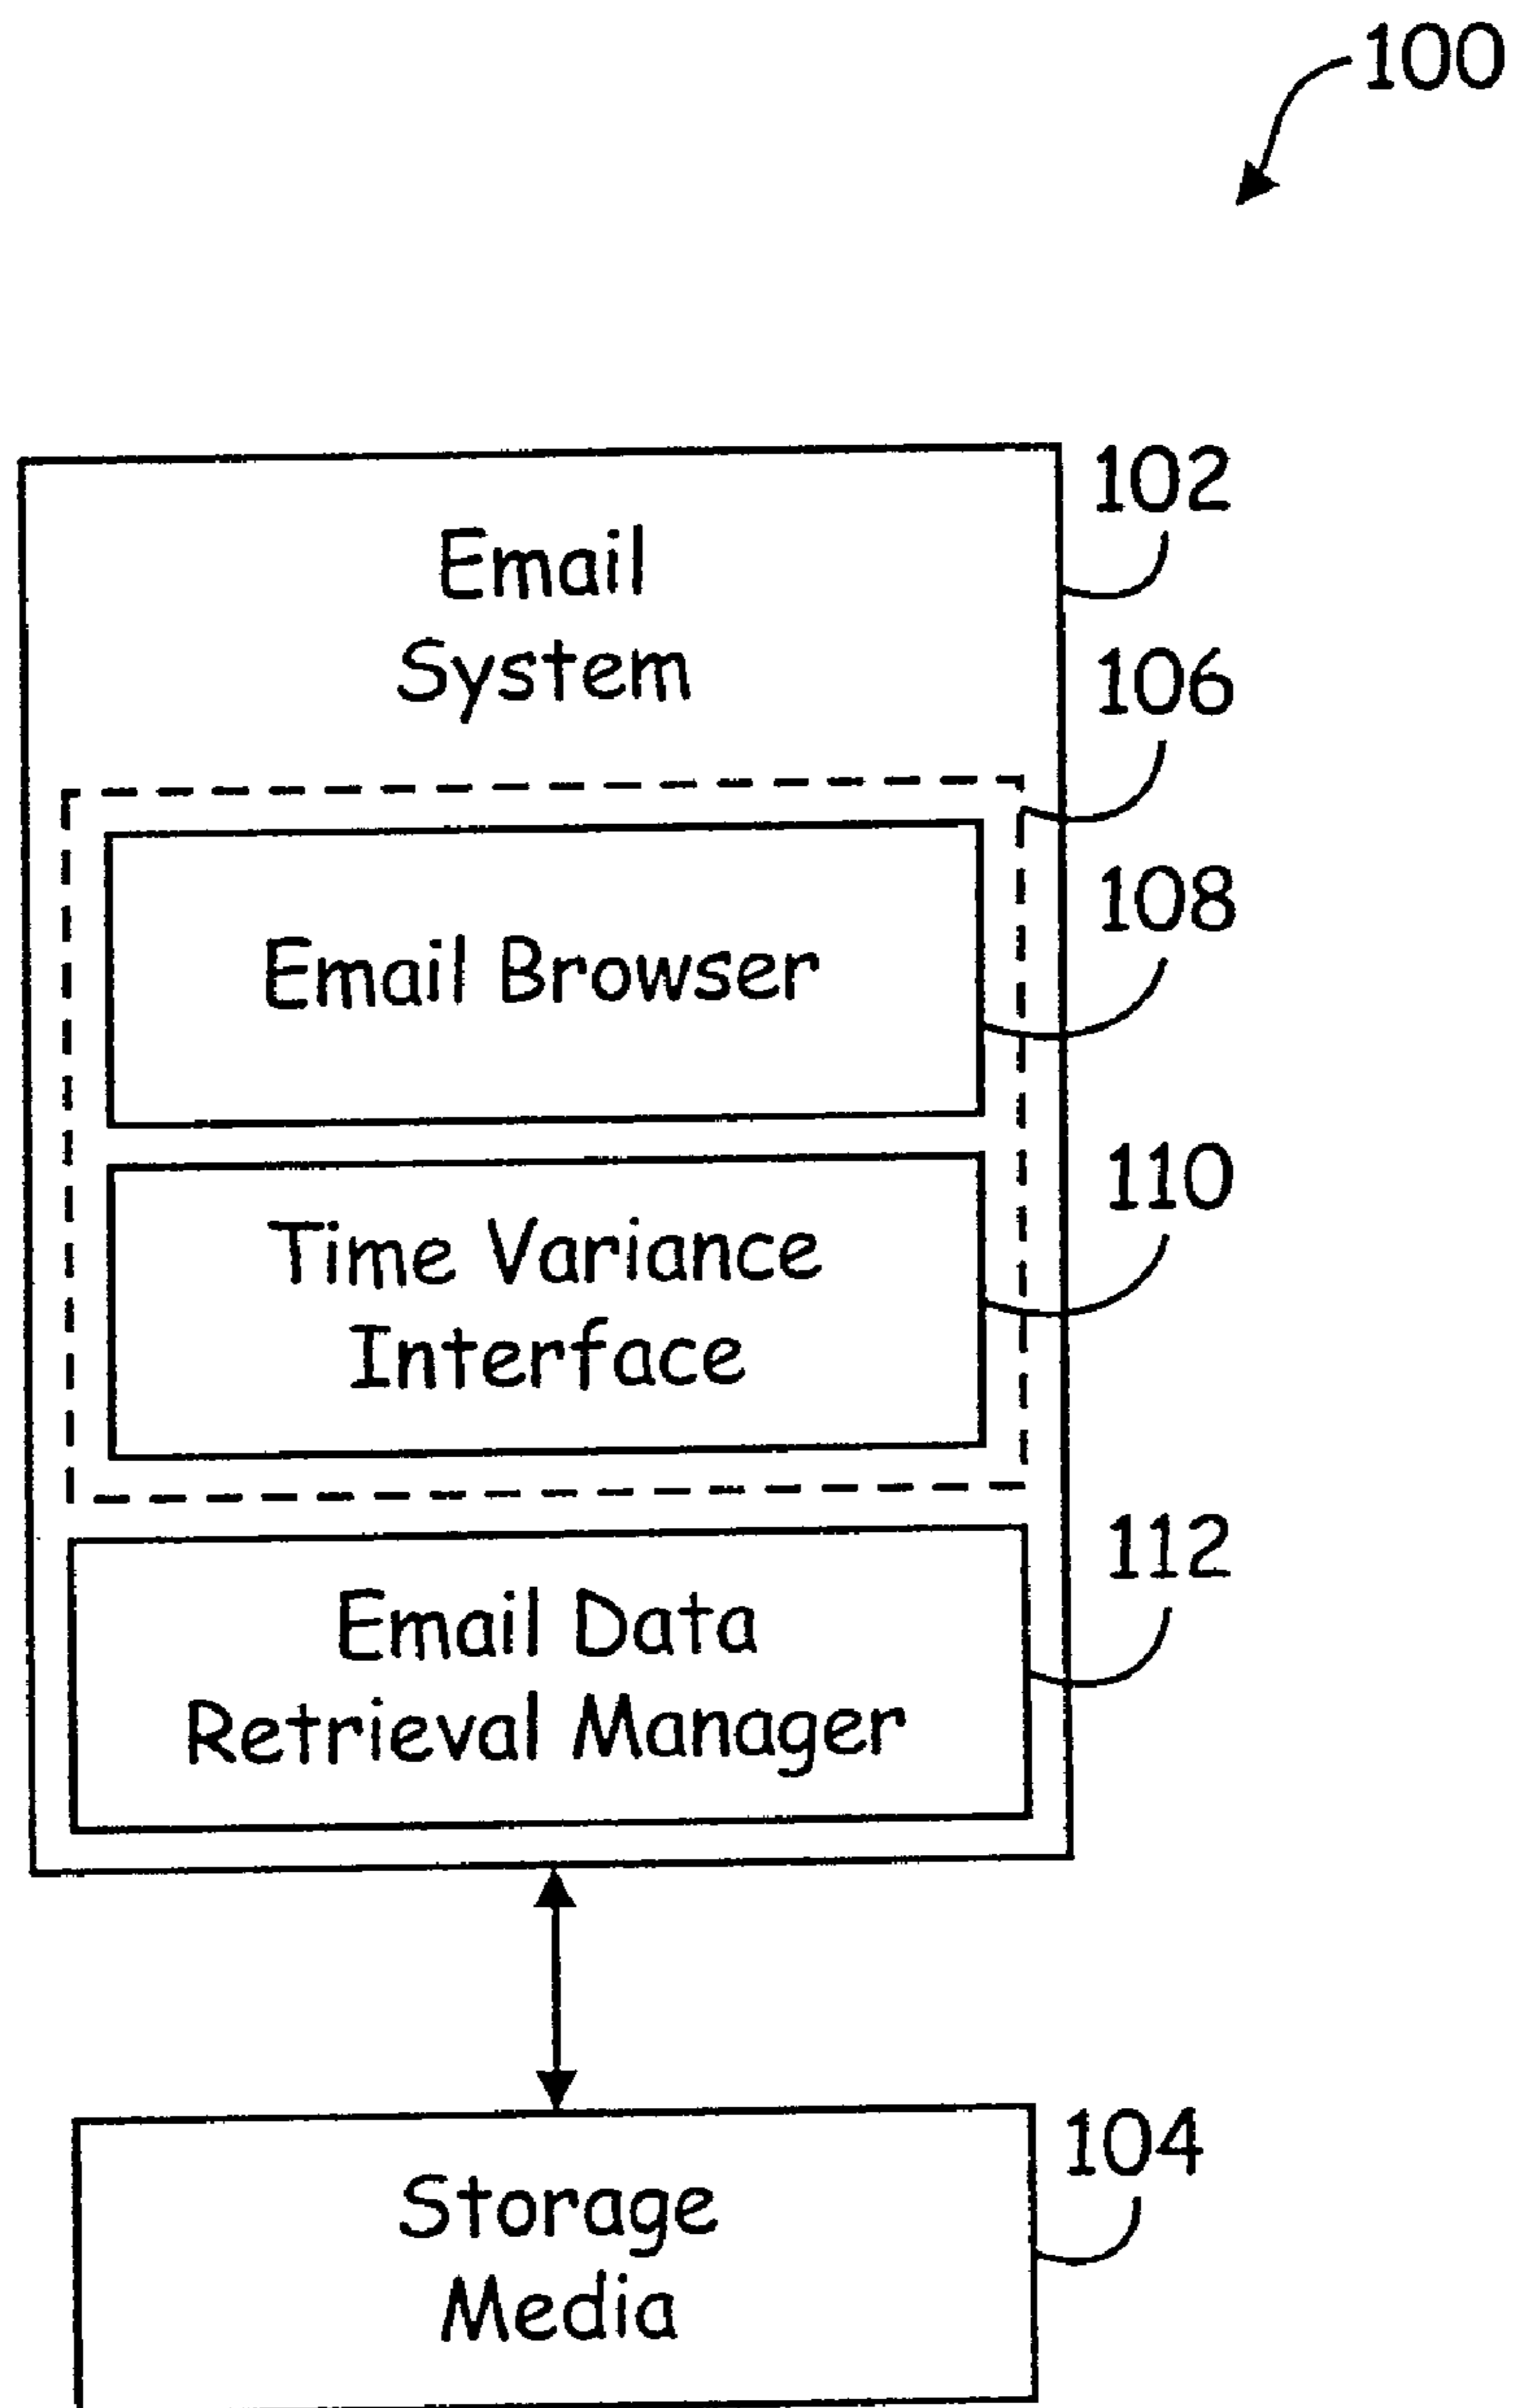 100
102
Email
System
106
108
Email Browser
110
Time Variance
Interface
112
Email Data
Retrieval Manager
104
Storage
Media